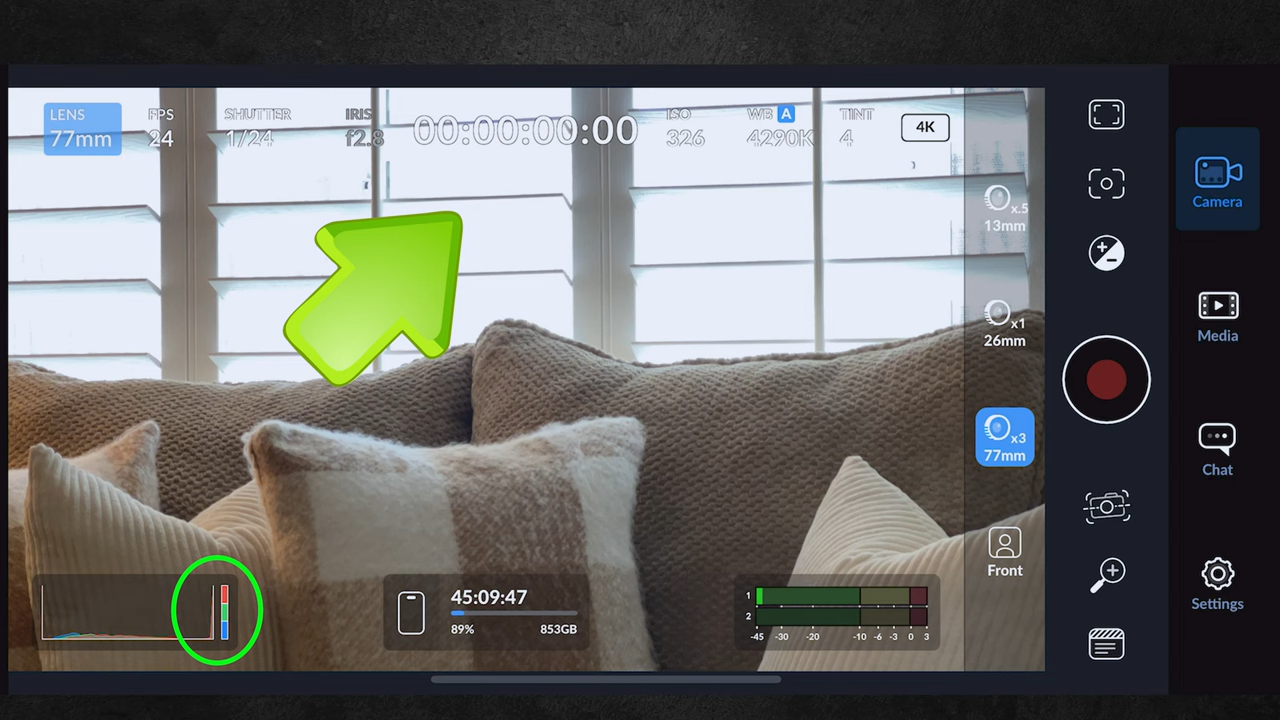 LENS FPS SHUTTER IRIS ISO WB A TINT
77mm 24 1/24 f2.8 00:00:00:00 326 4290K 4 4K
x.5
13mm
x1
26mm
x3
77mm
Front
Camera
Media
Chat
Settings
45:09:47
89% 853GB
1
2
-45 -30 -20 -10 -6 -3 0 3